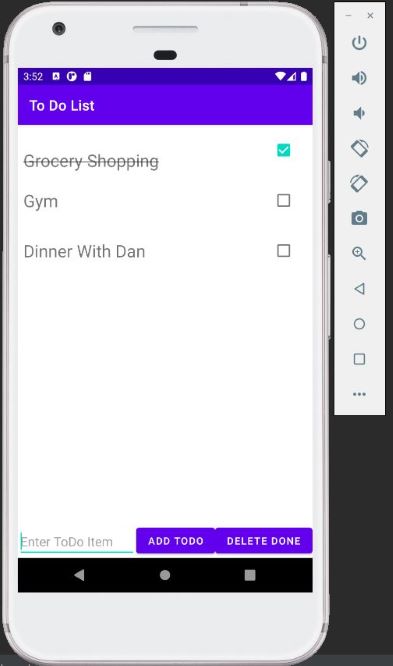 3:52
To Do List
Grocery Shopping
Gym
Dinner With Dan
Enter ToDo Item
ADD TODO
DELETE DONE